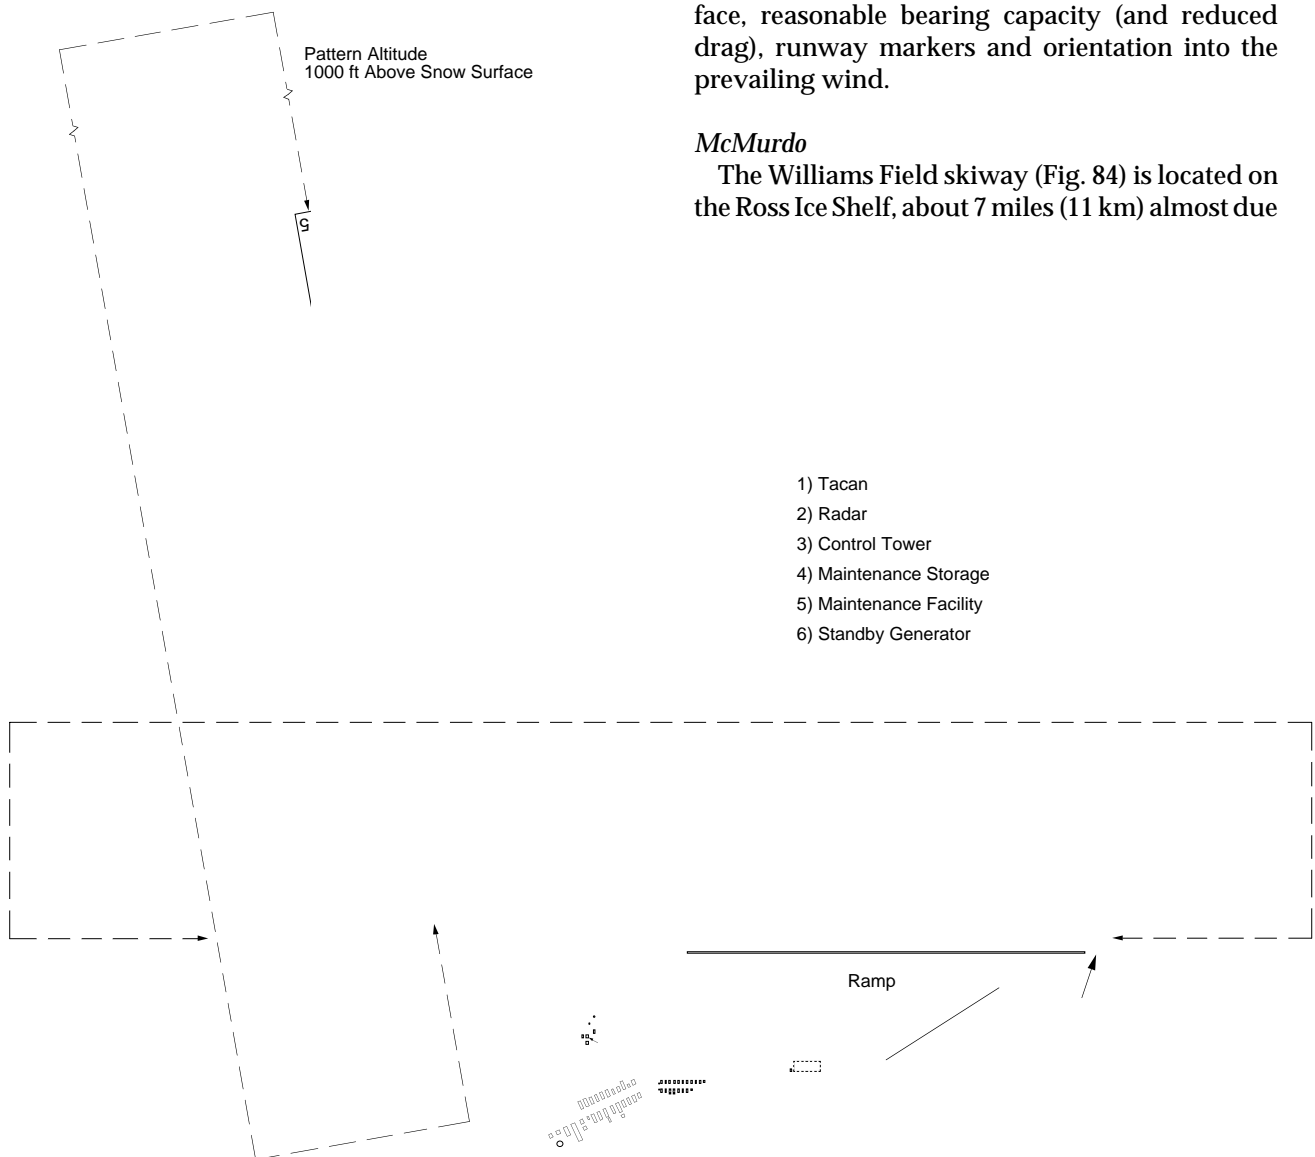 face, reasonable bearing capacity (and reduced
drag), runway markers and orientation into the
prevailing wind.
McMurdo
The Williams Field skiway (Fig. 84) is located on
the Ross Ice Shelf, about 7 miles (11 km) almost due
Pattern Altitude
1000 ft Above Snow Surface
5
1) Tacan
2) Radar
3) Control Tower
4) Maintenance Storage
5) Maintenance Facility
6) Standby Generator
Ramp